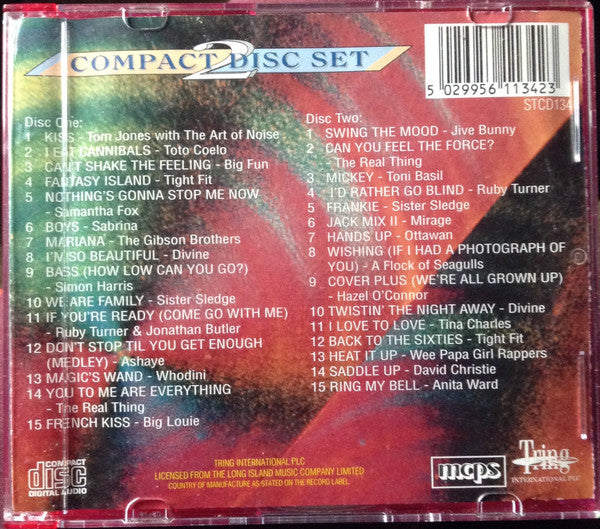 COMPACT 2 DISC SET
5 029956 113423
STCD134
Disc One:
1 KISS - Tom Jones with The Art of Noise
2 I EAT CANNIBALS - Toto Coelo
3 CAN'T SHAKE THE FEELING - Big Fun
4 FANTASY ISLAND - Tight Fit
5 NOTHING'S GONNA STOP ME NOW
- Samantha Fox
6 BOYS - Sabrina
7 MARIANA - The Gibson Brothers
8 I'M SO BEAUTIFUL - Divine
9 BASS (HOW LOW CAN YOU GO?)
- Simon Harris
10 WE ARE FAMILY - Sister Sledge
11 IF YOU'RE READY (COME GO WITH ME)
- Ruby Turner & Jonathan Butler
12 DON'T STOP TIL YOU GET ENOUGH
(MEDLEY) - Ashaye
13 MAGIC'S WAND - Whodini
14 YOU TO ME ARE EVERYTHING
- The Real Thing
15 FRENCH KISS - Big Louie
Disc Two:
1 SWING THE MOOD - Jive Bunny
2 CAN YOU FEEL THE FORCE?
- The Real Thing
3 MICKEY - Toni Basil
4 I'D RATHER GO BLIND - Ruby Turner
5 FRANKIE - Sister Sledge
6 JACK MIX II - Mirage
7 HANDS UP - Ottawan
8 WISHING (IF I HAD A PHOTOGRAPH OF
YOU) - A Flock of Seagulls
9 COVER PLUS (WE'RE ALL GROWN UP)
- Hazel O'Connor
10 TWISTIN' THE NIGHT AWAY - Divine
11 I LOVE TO LOVE - Tina Charles
12 BACK TO THE SIXTIES - Tight Fit
13 HEAT IT UP - Wee Papa Girl Rappers
14 SADDLE UP - David Christie
15 RING MY BELL - Anita Ward
COMPACT
disc
DIGITAL AUDIO
TRING INTERNATIONAL PLC
LICENSED FROM THE LONG ISLAND MUSIC COMPANY LIMITED
COUNTRY OF MANUFACTURE AS STATED ON THE RECORD LABEL
mcps
Tring
INTERNATIONAL PLC